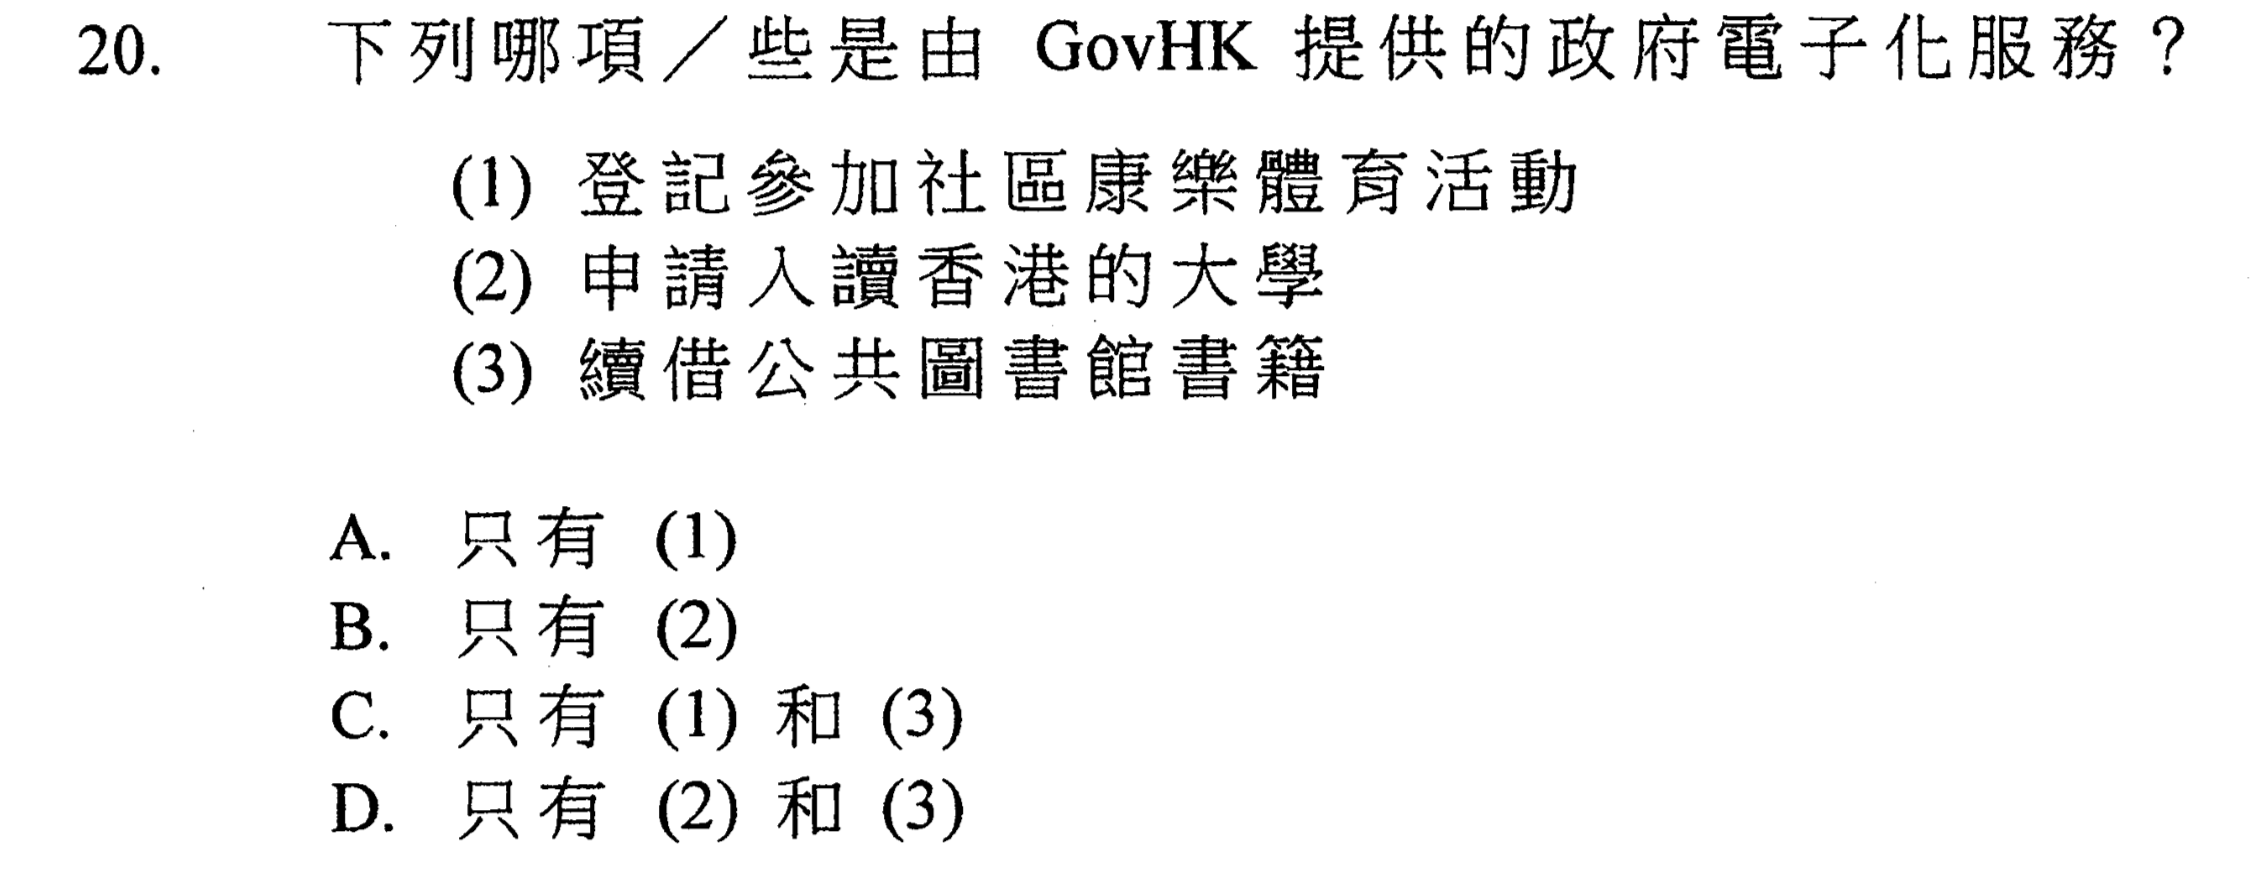 20. 下列哪項／些是由 GovHK 提供的政府電子化服務？
(1) 登記參加社區康樂體育活動
(2) 申請入讀香港的大學
(3) 續借公共圖書館書籍
A. 只有 (1)
B. 只有 (2)
C. 只有 (1) 和 (3)
D. 只有 (2) 和 (3)